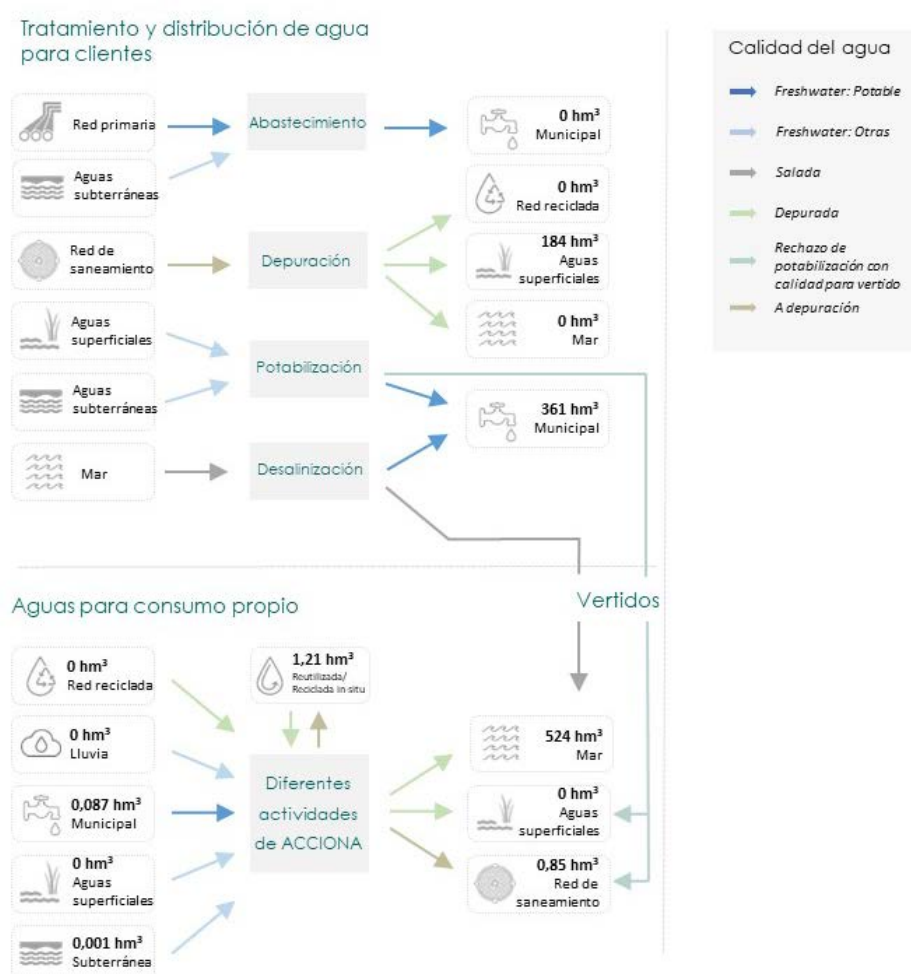 Tratamiento y distribución de agua
para clientes
Red primaria
Abastecimiento
0 hm³
Municipal
Aguas
subterráneas
0 hm³
Red reciclada
Red de
saneamiento
Depuración
184 hm³
Aguas
superficiales
Aguas
superficiales
0 hm³
Mar
Potabilización
Aguas
subterráneas
361 hm³
Municipal
Mar
Desalinización
Calidad del agua
Freshwater: Potable
Freshwater: Otras
Salada
Depurada
Rechazo de
potabilización con
calidad para vertido
A depuración
Aguas para consumo propio
Vertidos
0 hm³
Red reciclada
1,21 hm³
Reutilizada/
Reciclada in situ
0 hm³
Lluvia
524 hm³
Mar
Diferentes
actividades
de ACCIONA
0,087 hm³
Municipal
0 hm³
Aguas
superficiales
0 hm³
Aguas
superficiales
0,85 hm³
Red de
saneamiento
0,001 hm³
Subterránea